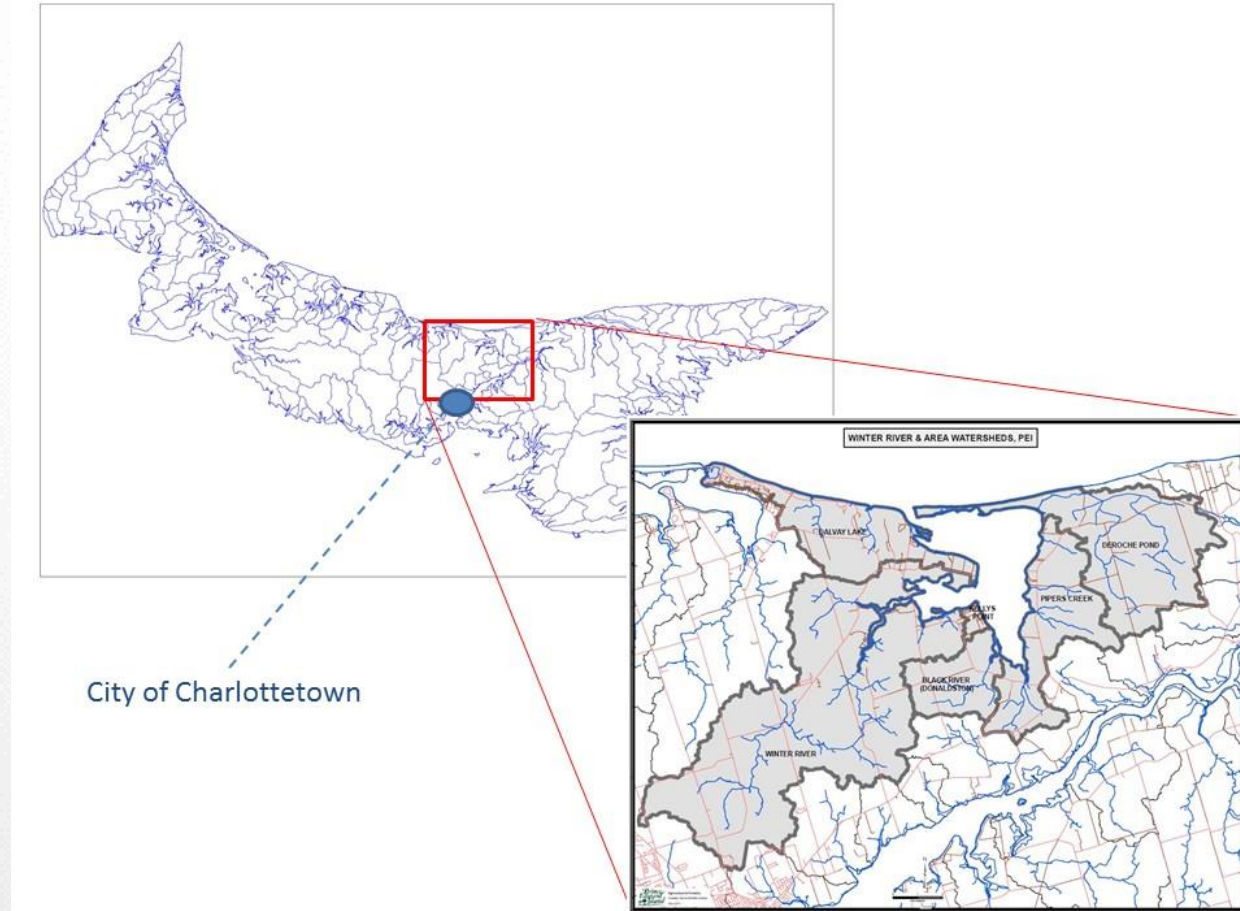 City of Charlottetown
WINTER RIVER & AREA WATERSHEDS, PEI
DALVAY LAKE
DEROCHE POND
PIPERS CREEK
KELLYS
POINT
BLACK RIVER
(DONALDSTON)
WINTER RIVER